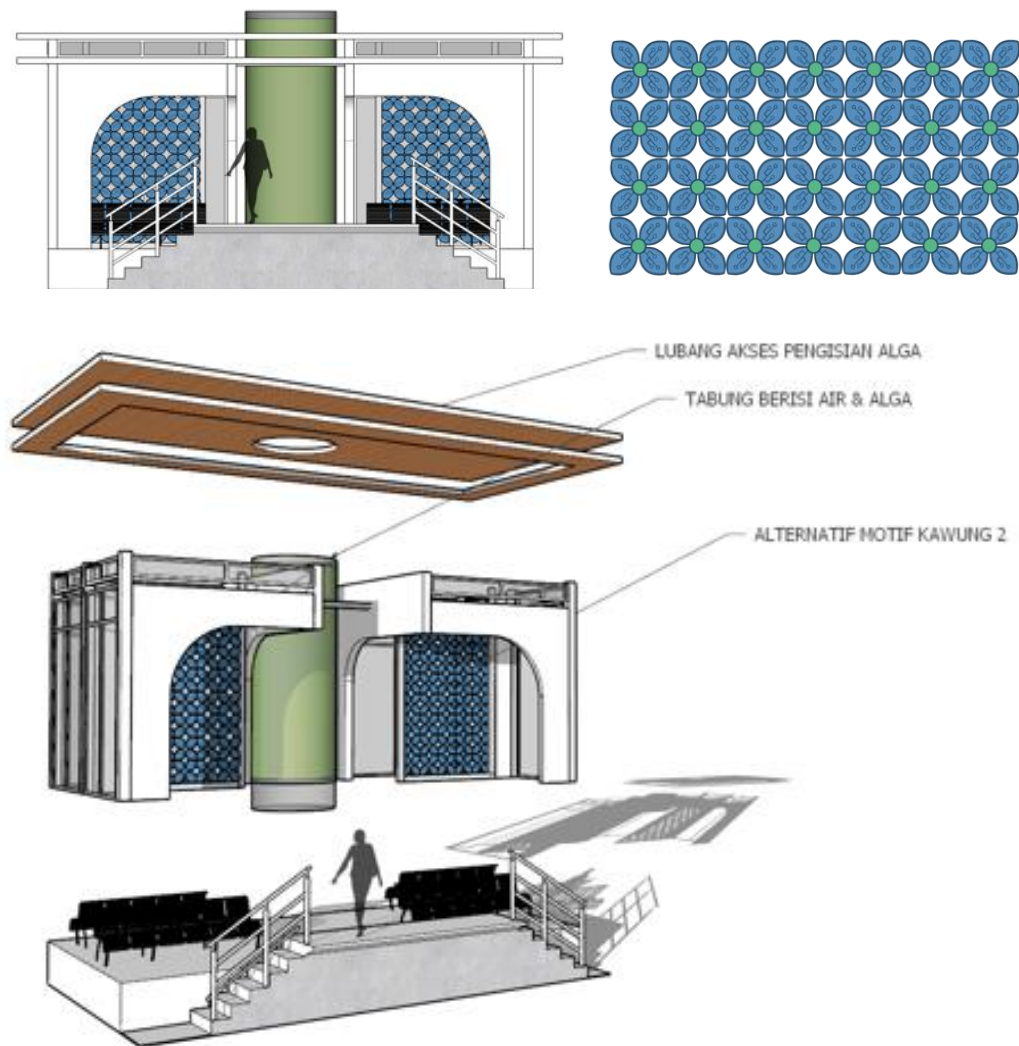 LUBANG AKSES PENGISIAN ALGA
TABUNG BERISI AIR & ALGA
ALTERNATIF MOTIF KAWUNG 2